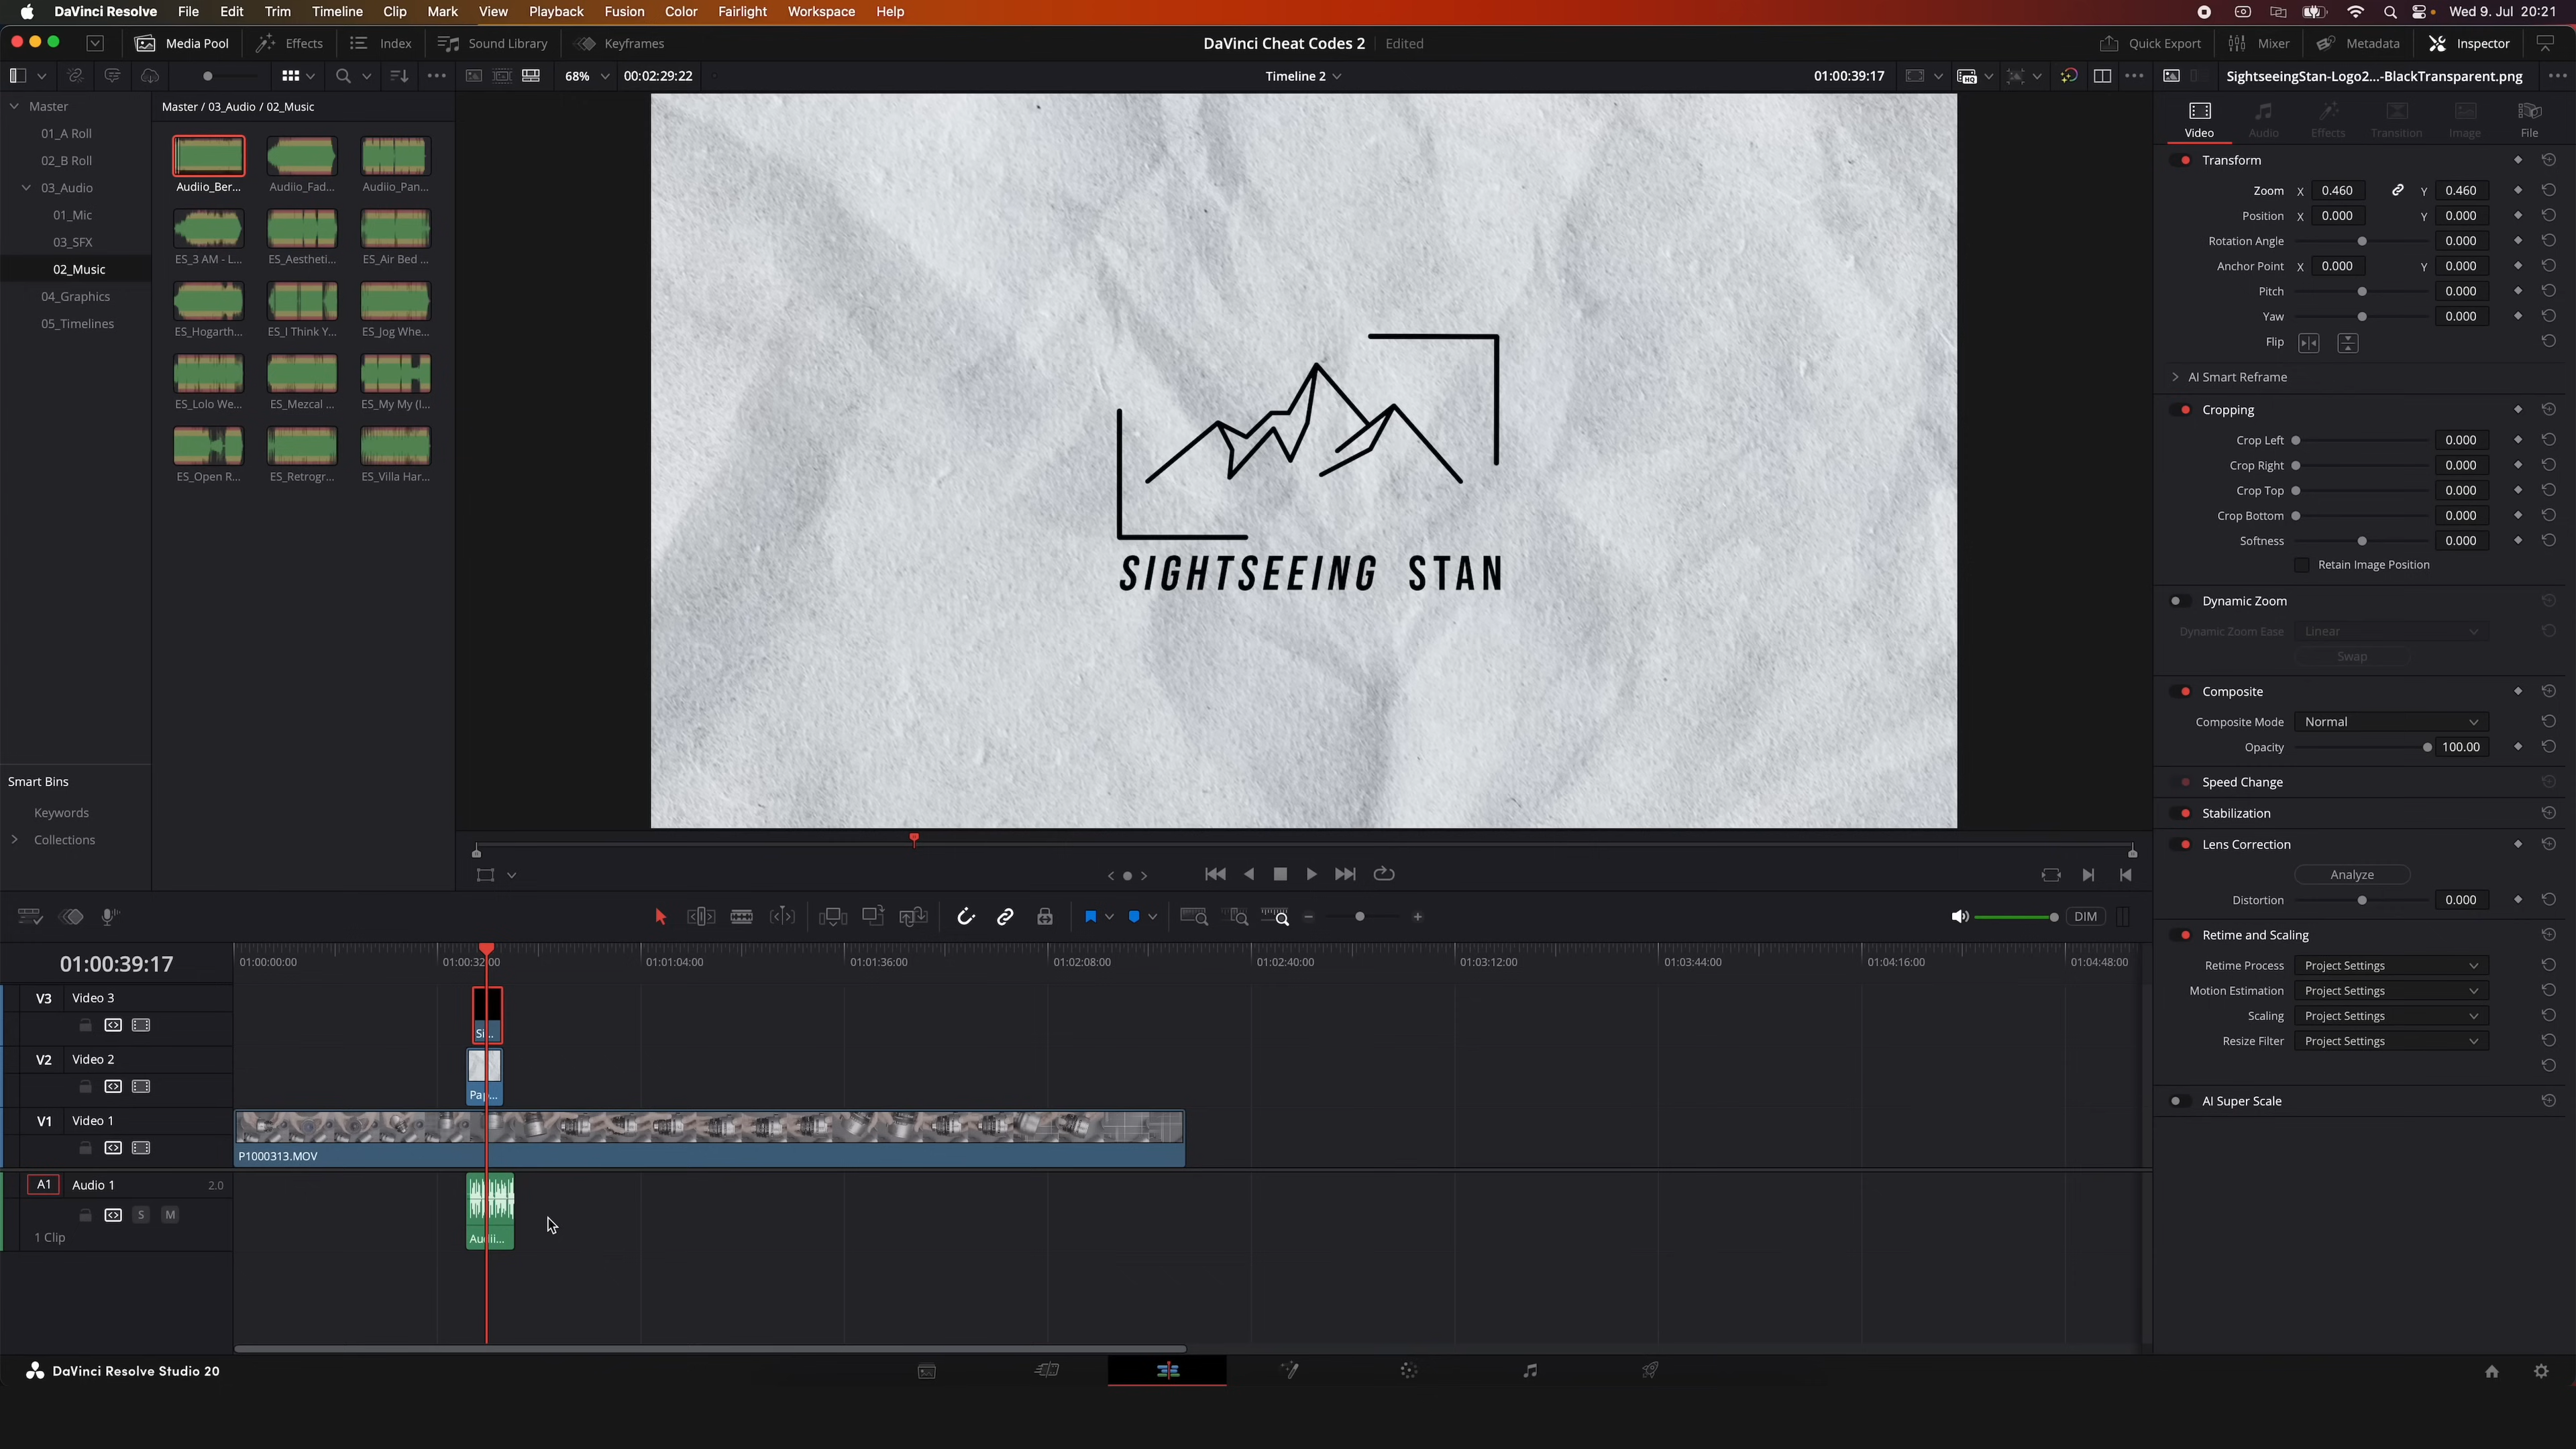 DaVinci Resolve File Edit Trim Timeline Clip Mark View Playback Fusion Color Fairlight Workspace Help Wed 9. Jul 20:21
Media Pool Effects Index Sound Library Keyframes DaVinci Cheat Codes 2 Edited Quick Export Mixer Metadata Inspector
68% 00:02:29:22 Timeline 2 01:00:39:17 SightseeingStan-Logo2...-BlackTransparent.png
Master
01_A Roll
02_B Roll
03_Audio
01_Mic
03_SFX
02_Music
04_Graphics
05_Timelines
Smart Bins
Keywords
Collections
Master / 03_Audio / 02_Music
Audiio_Ber... Audiio_Fad... Audiio_Pan...
ES_3 AM - L... ES_Aestheti... ES_Air Bed ...
ES_Hogarth... ES_I Think Y... ES_Jog Whe...
ES_Lolo We... ES_Mezcal ... ES_My My (I...
ES_Open R... ES_Retrogr... ES_Villa Har...
SIGHTSEEING STAN
Video Audio Effects Transition Image File
Transform
Zoom X 0.460 Y 0.460
Position X 0.000 Y 0.000
Rotation Angle 0.000
Anchor Point X 0.000 Y 0.000
Pitch 0.000
Yaw 0.000
Flip
AI Smart Reframe
Cropping
Crop Left 0.000
Crop Right 0.000
Crop Top 0.000
Crop Bottom 0.000
Softness 0.000
Retain Image Position
Dynamic Zoom
Dynamic Zoom Ease Linear
Swap
Composite
Composite Mode Normal
Opacity 100.00
Speed Change
Stabilization
Lens Correction
Analyze
Distortion 0.000
Retime and Scaling
Retime Process Project Settings
Motion Estimation Project Settings
Scaling Project Settings
Resize Filter Project Settings
AI Super Scale
DIM
01:00:39:17 01:00:00:00 01:00:32:00 01:01:04:00 01:01:36:00 01:02:08:00 01:02:40:00 01:03:12:00 01:03:44:00 01:04:16:00 01:04:48:00
V3 Video 3
Si...
V2 Video 2
Pap...
V1 Video 1
P1000313.MOV
A1 Audio 1 2.0
S M
1 Clip
Audii...
DaVinci Resolve Studio 20